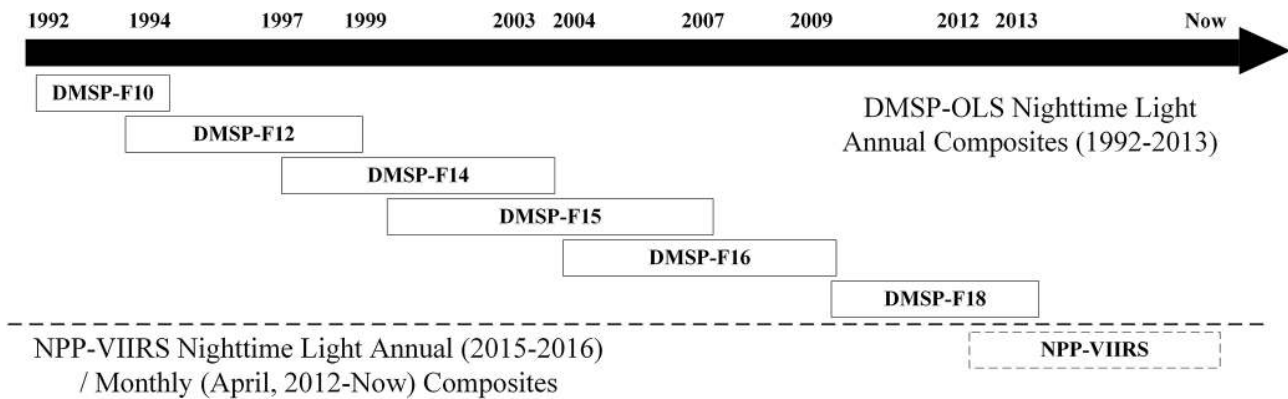 1992 1994 1997 1999 2003 2004 2007 2009 2012 2013 Now
DMSP-F10
DMSP-OLS Nighttime Light
Annual Composites (1992-2013)
DMSP-F12
DMSP-F14
DMSP-F15
DMSP-F16
DMSP-F18
NPP-VIIRS Nighttime Light Annual (2015-2016)
/ Monthly (April, 2012-Now) Composites
NPP-VIIRS